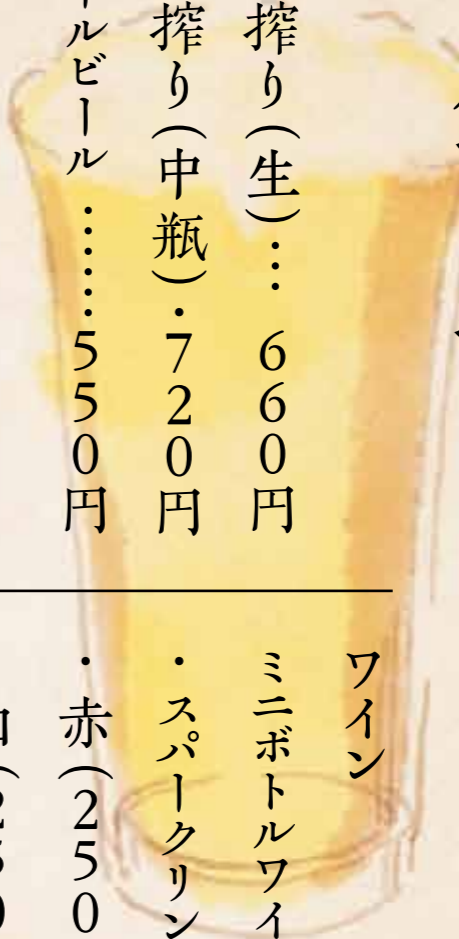 搾り(生)… 660円
搾り(中瓶)・720円
ルビール………550円
ワイン
ミニボトルワイ
・スパークリン
・赤(250